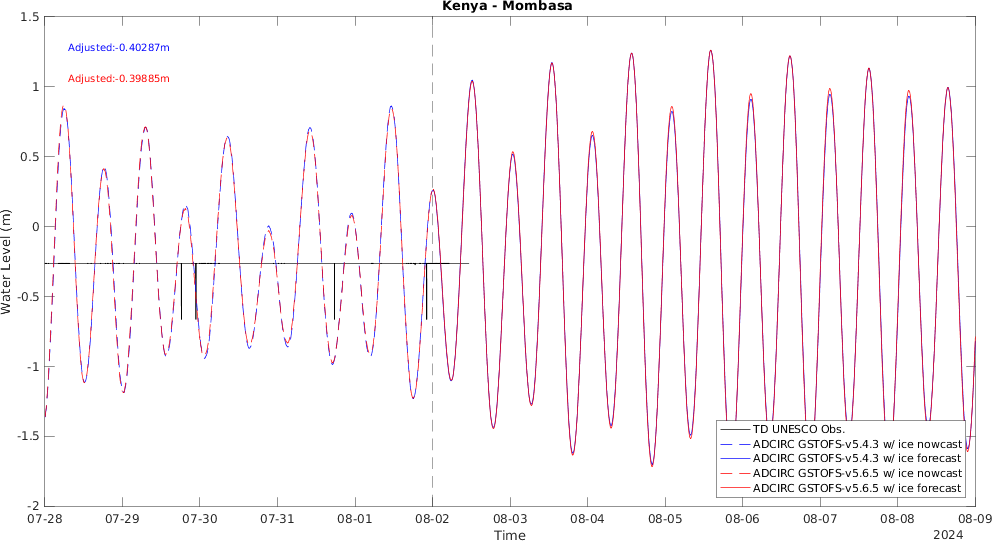 Kenya - Mombasa
1.5
1
0.5
0
-0.5
-1
-1.5
-2
Water Level (m)
Adjusted:-0.40287m
Adjusted:-0.39885m
TD UNESCO Obs.
ADCIRC GSTOFS-v5.4.3 w/ ice nowcast
ADCIRC GSTOFS-v5.4.3 w/ ice forecast
ADCIRC GSTOFS-v5.6.5 w/ ice nowcast
ADCIRC GSTOFS-v5.6.5 w/ ice forecast
07-28 07-29 07-30 07-31 08-01 08-02 08-03 08-04 08-05 08-06 08-07 08-08 08-09
Time
2024